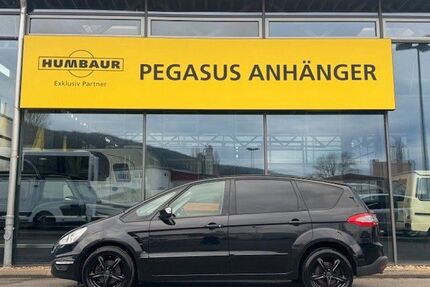 HUMBAUR
Exklusiv Partner
PEGASUS ANHÄNGER